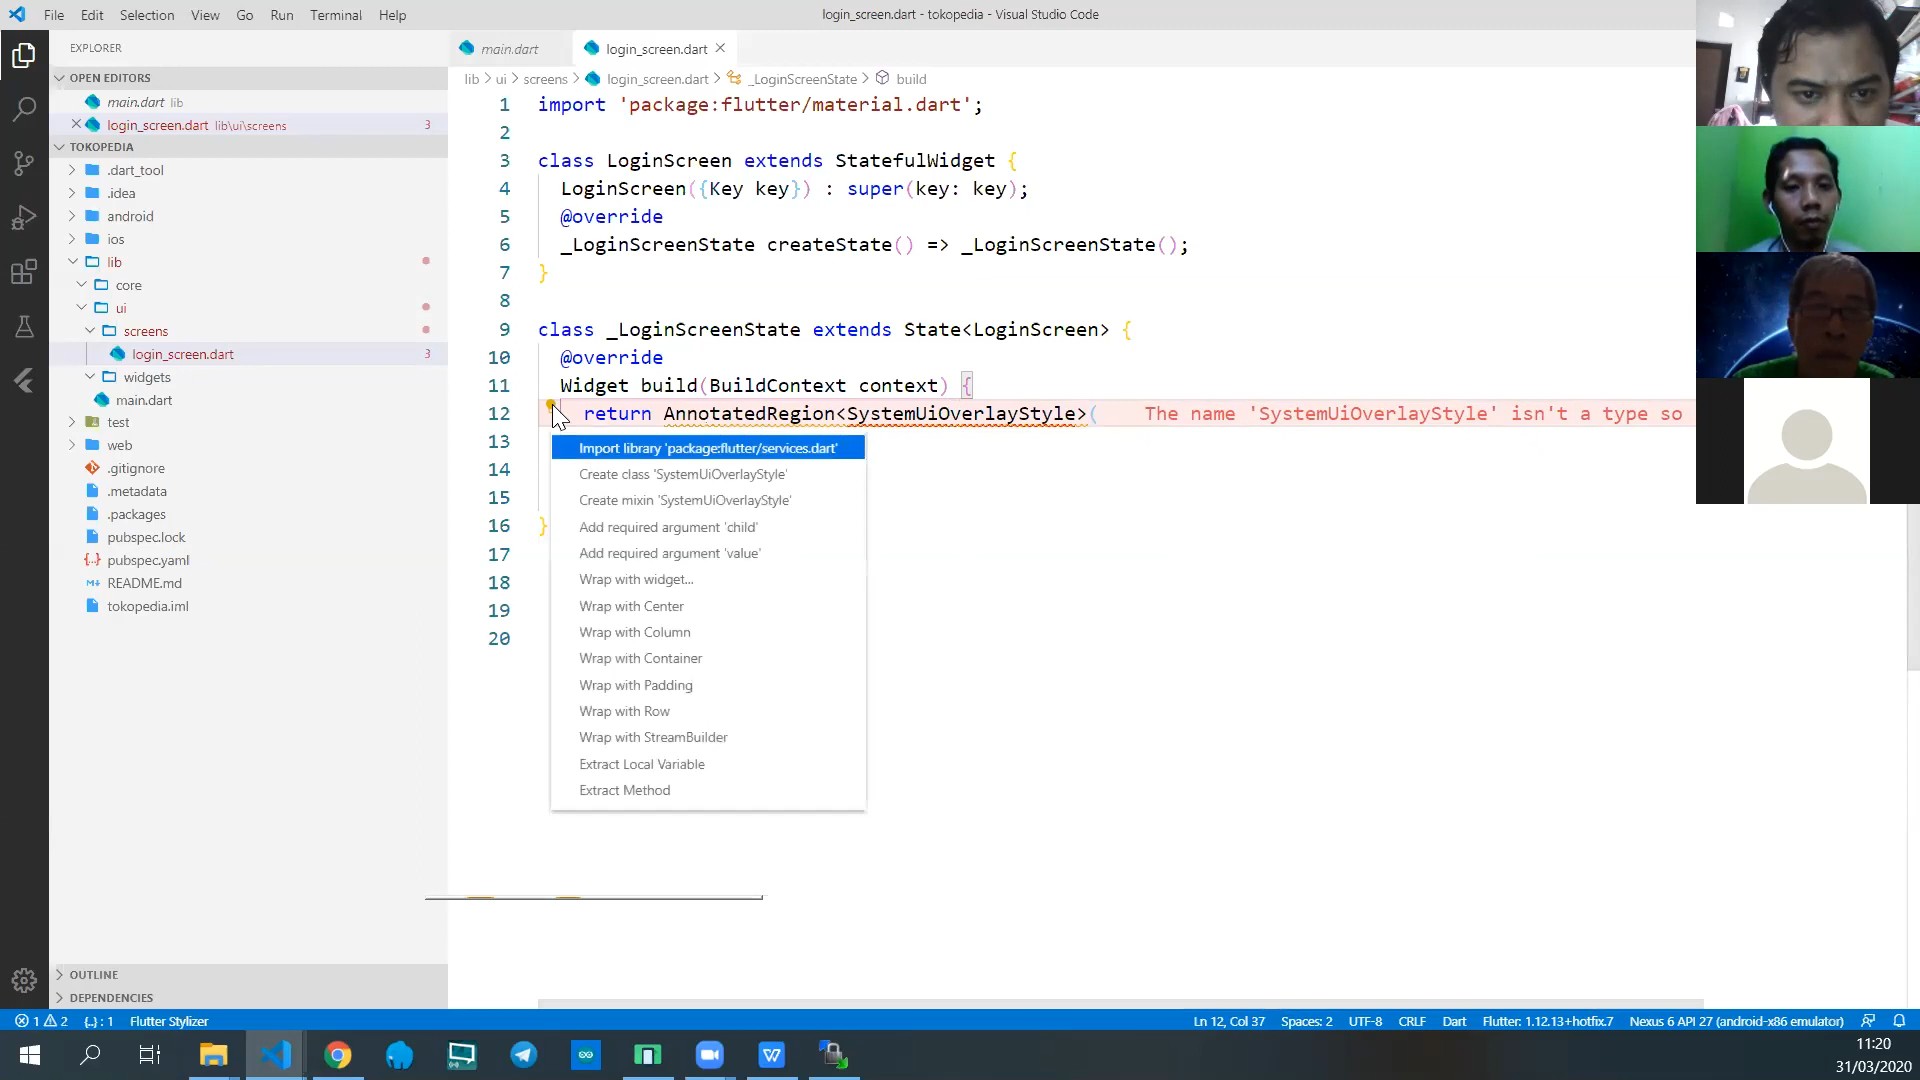 File Edit Selection View Go Run Terminal Help
login_screen.dart - tokopedia - Visual Studio Code
EXPLORER
OPEN EDITORS
main.dart lib
login_screen.dart lib\ui\screens 3
TOKOPEDIA
.dart_tool
.idea
android
ios
lib
core
ui
screens
login_screen.dart 3
widgets
main.dart
test
web
.gitignore
.metadata
.packages
pubspec.lock
pubspec.yaml
README.md
tokopedia.iml
OUTLINE
DEPENDENCIES
main.dart login_screen.dart
lib > ui > screens > login_screen.dart > _LoginScreenState > build
1 import 'package:flutter/material.dart';
2
3 class LoginScreen extends StatefulWidget {
4 LoginScreen({Key key}) : super(key: key);
5 @override
6 _LoginScreenState createState() => _LoginScreenState();
7 }
8
9 class _LoginScreenState extends State<LoginScreen> {
10 @override
11 Widget build(BuildContext context) {
12 return AnnotatedRegion<SystemUiOverlayStyle>( The name 'SystemUiOverlayStyle' isn't a type so
13
14
15
16 }
17
18
19
20
Import library 'package:flutter/services.dart'
Create class 'SystemUiOverlayStyle'
Create mixin 'SystemUiOverlayStyle'
Add required argument 'child'
Add required argument 'value'
Wrap with widget...
Wrap with Center
Wrap with Column
Wrap with Container
Wrap with Padding
Wrap with Row
Wrap with StreamBuilder
Extract Local Variable
Extract Method
1 2 {..} : 1 Flutter Stylizer
Ln 12, Col 37 Spaces: 2 UTF-8 CRLF Dart Flutter: 1.12.13+hotfix.7 Nexus 6 API 27 (android-x86 emulator)
11:20
31/03/2020